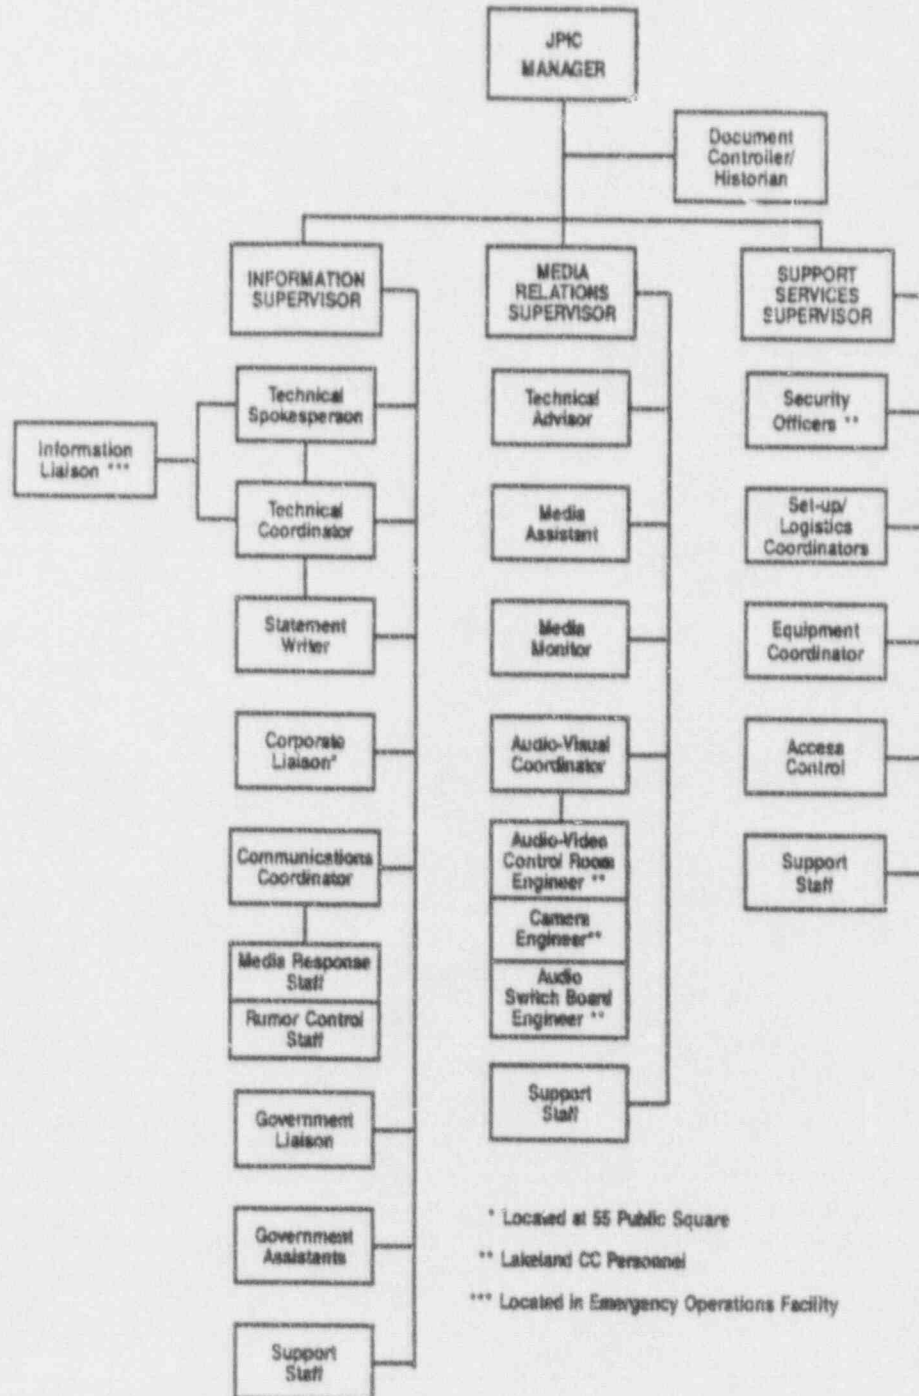 JPIC
MANAGER
Document
Controller/
Historian
INFORMATION
SUPERVISOR
MEDIA
RELATIONS
SUPERVISOR
SUPPORT
SERVICES
SUPERVISOR
Information
Liaison ***
Technical
Spokesperson
Technical
Coordinator
Statement
Writer
Corporate
Liaison*
Communications
Coordinator
Media Response
Staff
Rumor Control
Staff
Government
Liaison
Government
Assistants
Support
Staff
Technical
Advisor
Media
Assistant
Media
Monitor
Audio-Visual
Coordinator
Audio-Video
Control Room
Engineer **
Camera
Engineer**
Audio
Switch Board
Engineer **
Support
Staff
Security
Officers **
Set-up/
Logistics
Coordinators
Equipment
Coordinator
Access
Control
Support
Staff
* Located at 55 Public Square
** Lakeland CC Personnel
*** Located in Emergency Operations Facility